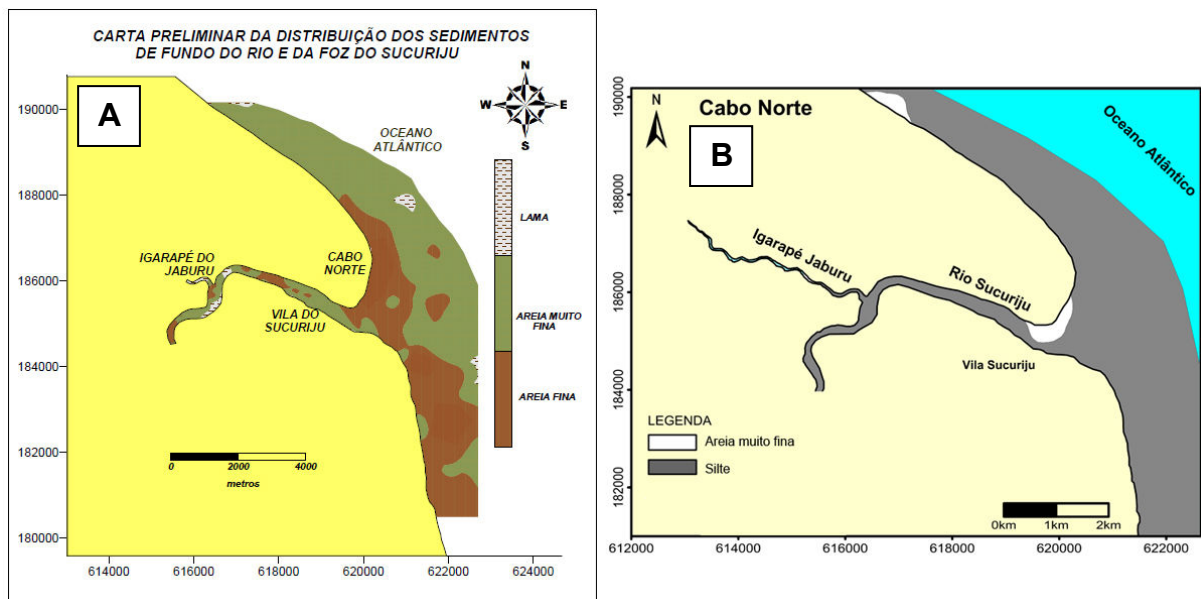 CARTA PRELIMINAR DA DISTRIBUIÇÃO DOS SEDIMENTOS
DE FUNDO DO RIO E DA FOZ DO SUCURIJU
A
N
W E
S
OCEANO
ATLÂNTICO
LAMA
AREIA MUITO
FINA
AREIA FINA
IGARAPÉ DO
JABURU
CABO
NORTE
VILA DO
SUCURIJU
0 2000 4000
metros
190000
188000
186000
184000
182000
180000
614000 616000 618000 620000 622000 624000
Cabo Norte
N
B
Oceano Atlântico
Igarapé Jaburu
Rio Sucuriju
Vila Sucuriju
LEGENDA
Areia muito fina
Silte
0km 1km 2km
190000
188000
186000
184000
182000
612000 614000 616000 618000 620000 622000